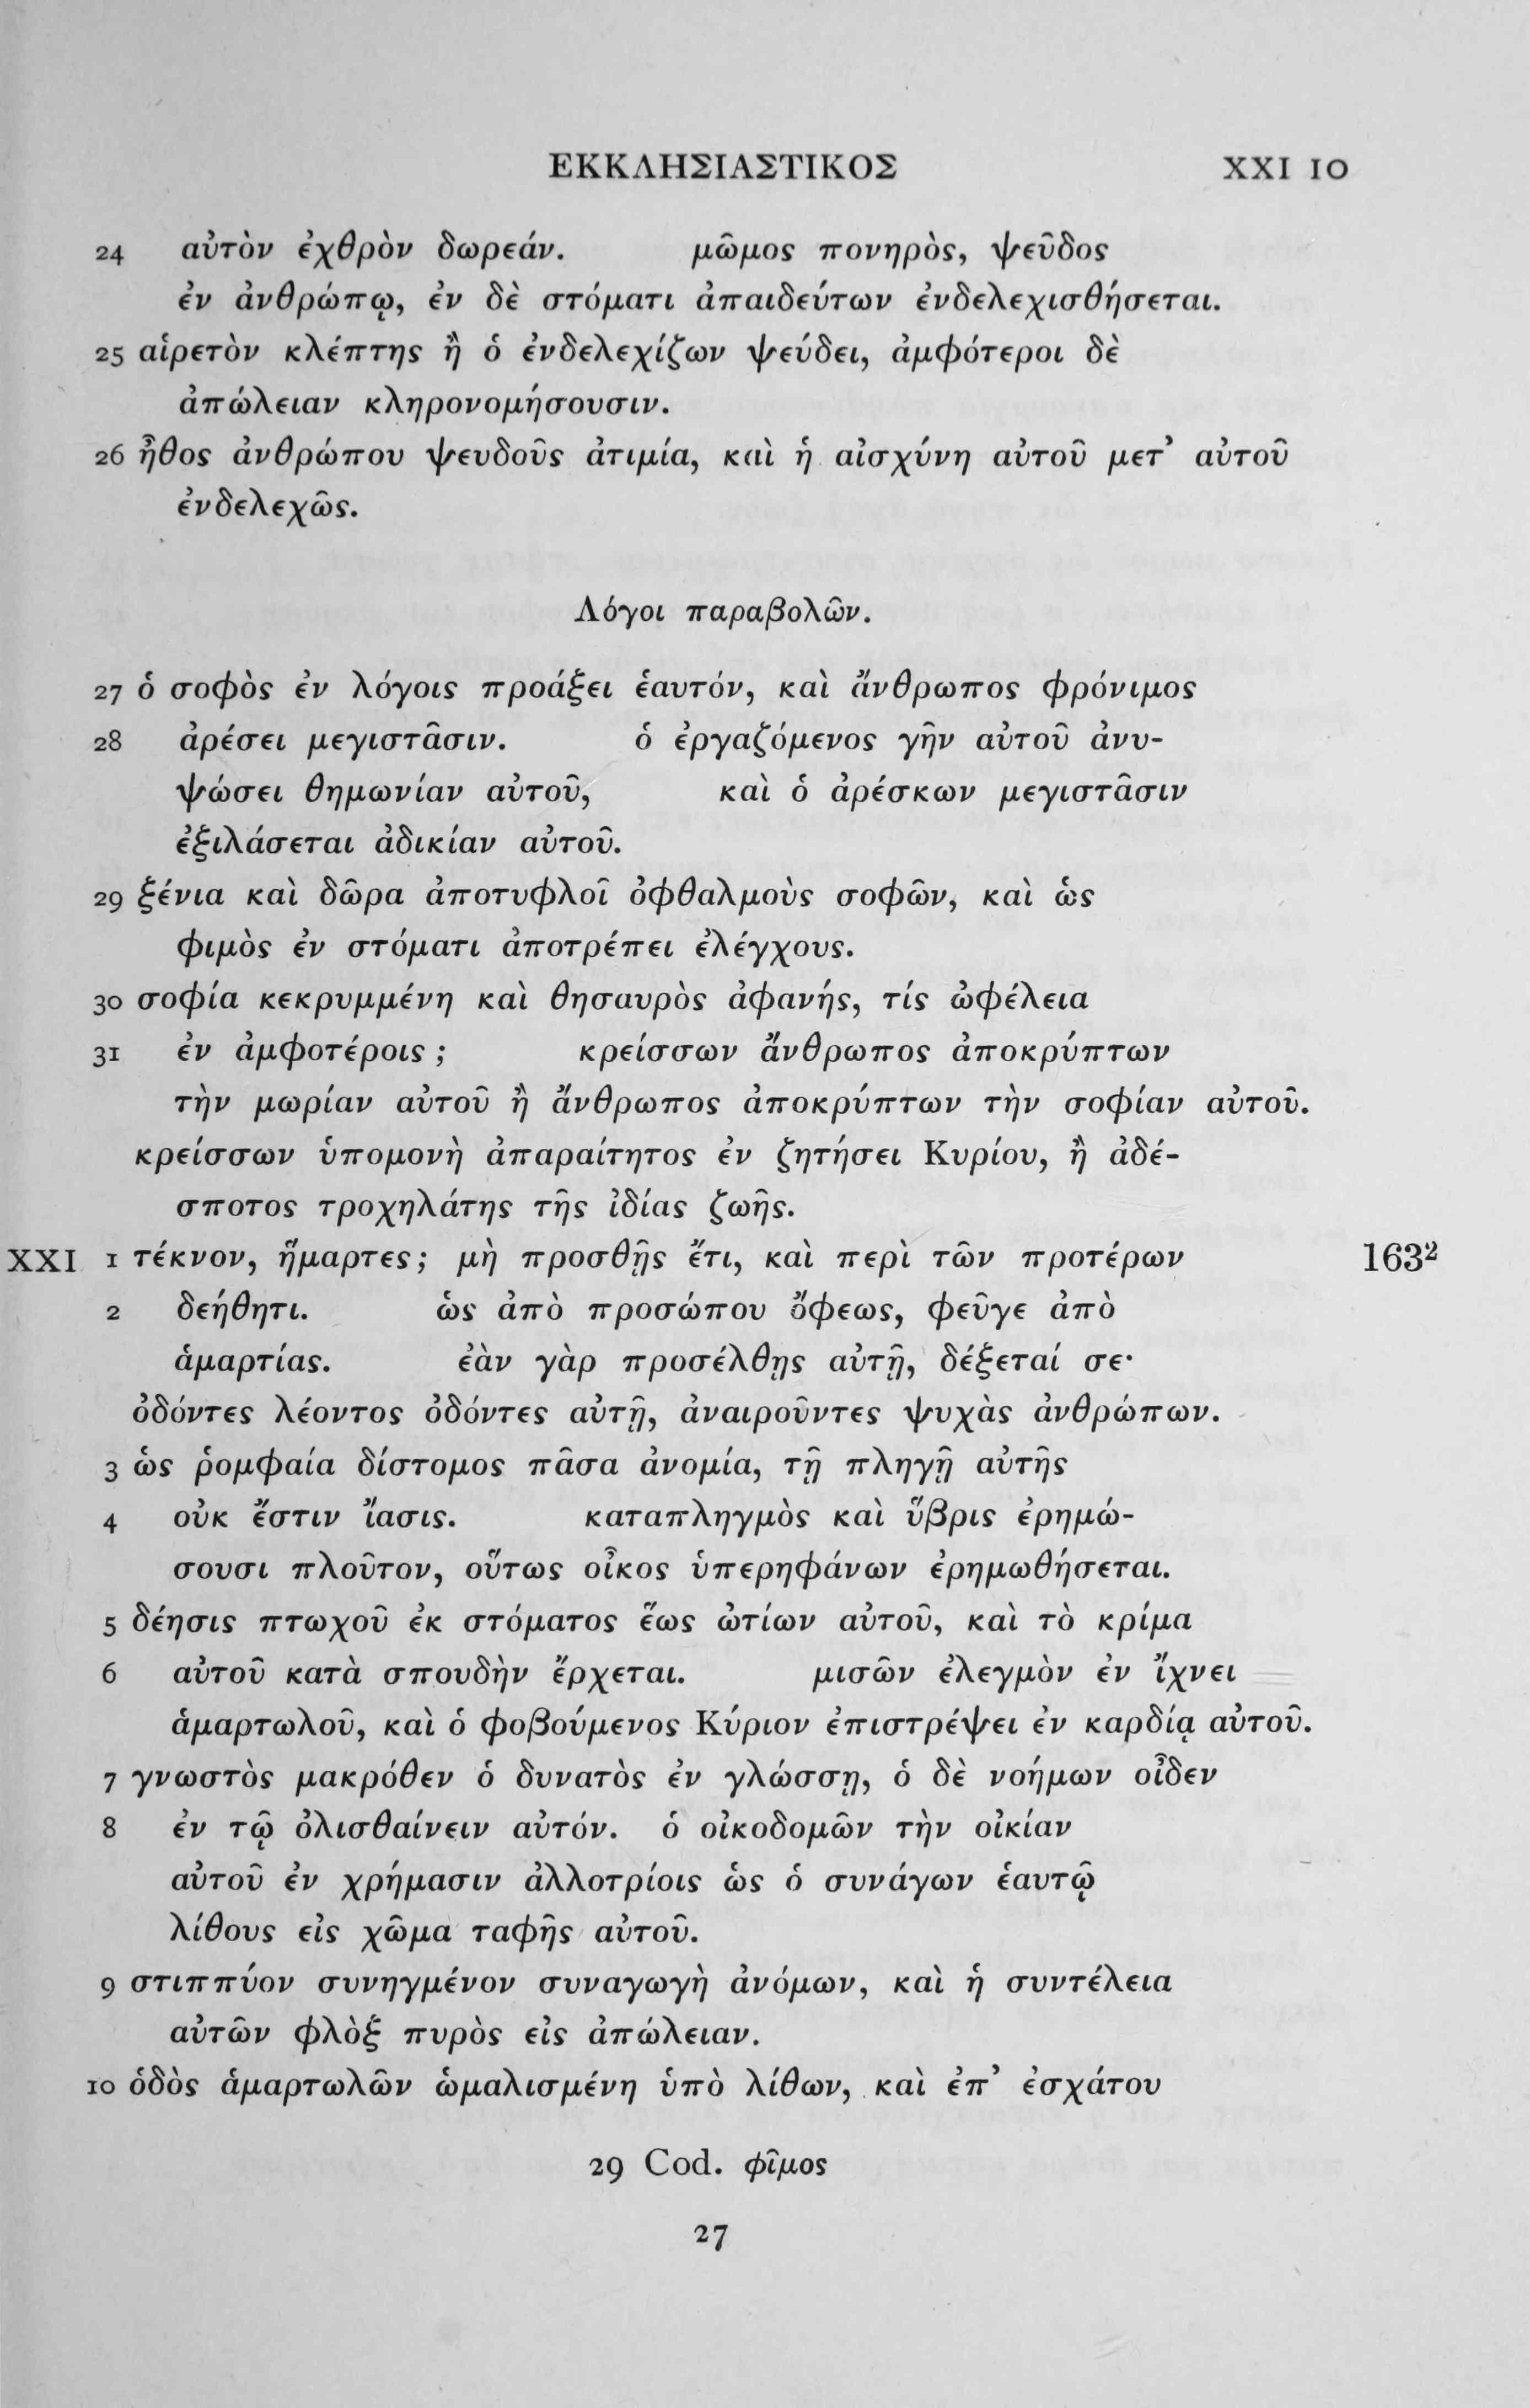 ΕΚΚΛΗΣΙΑΣΤΙΚΟΣ XXI 10
24 αὐτὸν ἐχθρὸν δωρεάν. μῶμος πονηρὸς, ψεῦδος
ἐν ἀνθρώπῳ, ἐν δὲ στόματι ἀπαιδεύτων ἐνδελεχισθήσεται.
25 αἱρετὸν κλέπτης ἢ ὁ ἐνδελεχίζων ψεύδει, ἀμφότεροι δὲ
ἀπώλειαν κληρονομήσουσιν.
26 ἦθος ἀνθρώπου ψευδοῦς ἀτιμία, καὶ ἡ αἰσχύνη αὐτοῦ μετ᾽ αὐτοῦ
ἐνδελεχῶς.
Λόγοι παραβολῶν.
27 ὁ σοφὸς ἐν λόγοις προάξει ἑαυτόν, καὶ ἄνθρωπος φρόνιμος
28 ἀρέσει μεγιστᾶσιν. ὁ ἐργαζόμενος γῆν αὐτοῦ ἀνυ-
ψώσει θημωνίαν αὐτοῦ, καὶ ὁ ἀρέσκων μεγιστᾶσιν
ἐξιλάσεται ἀδικίαν αὐτοῦ.
29 ξένια καὶ δῶρα ἀποτυφλοῖ ὀφθαλμοὺς σοφῶν, καὶ ὡς
φιμὸς ἐν στόματι ἀποτρέπει ἐλέγχους.
30 σοφία κεκρυμμένη καὶ θησαυρὸς ἀφανής, τίς ὠφέλεια
31 ἐν ἀμφοτέροις ; κρείσσων ἄνθρωπος ἀποκρύπτων
τὴν μωρίαν αὐτοῦ ἢ ἄνθρωπος ἀποκρύπτων τὴν σοφίαν αὐτοῦ.
κρείσσων ὑπομονὴ ἀπαραίτητος ἐν ζητήσει Κυρίου, ἢ ἀδέ-
σποτος τροχηλάτης τῆς ἰδίας ζωῆς.
XXI 1 τέκνον, ἥμαρτες; μὴ προσθῇς ἔτι, καὶ περὶ τῶν προτέρων 163²
2 δεήθητι. ὡς ἀπὸ προσώπου ὄφεως, φεῦγε ἀπὸ
ἁμαρτίας. ἐὰν γὰρ προσέλθῃς αὐτῇ, δέξεταί σε·
ὀδόντες λέοντος ὀδόντες αὐτῇ, ἀναιροῦντες ψυχὰς ἀνθρώπων.
3 ὡς ῥομφαία δίστομος πᾶσα ἀνομία, τῇ πληγῇ αὐτῆς
4 οὐκ ἔστιν ἴασις. καταπληγμὸς καὶ ὕβρις ἐρημώ-
σουσι πλοῦτον, οὕτως οἶκος ὑπερηφάνων ἐρημωθήσεται.
5 δέησις πτωχοῦ ἐκ στόματος ἕως ὠτίων αὐτοῦ, καὶ τὸ κρίμα
6 αὐτοῦ κατὰ σπουδὴν ἔρχεται. μισῶν ἐλεγμὸν ἐν ἴχνει
ἁμαρτωλοῦ, καὶ ὁ φοβούμενος Κύριον ἐπιστρέψει ἐν καρδίᾳ αὐτοῦ.
7 γνωστὸς μακρόθεν ὁ δυνατὸς ἐν γλώσσῃ, ὁ δὲ νοήμων οἶδεν
8 ἐν τῷ ὀλισθαίνειν αὐτόν. ὁ οἰκοδομῶν τὴν οἰκίαν
αὐτοῦ ἐν χρήμασιν ἀλλοτρίοις ὡς ὁ συνάγων ἑαυτῷ
λίθους εἰς χῶμα ταφῆς αὐτοῦ.
9 στιππύον συνηγμένον συναγωγὴ ἀνόμων, καὶ ἡ συντέλεια
αὐτῶν φλὸξ πυρὸς εἰς ἀπώλειαν.
10 ὁδὸς ἁμαρτωλῶν ὡμαλισμένη ὑπὸ λίθων, καὶ ἐπ᾽ ἐσχάτου
29 Cod. φῖμος
27